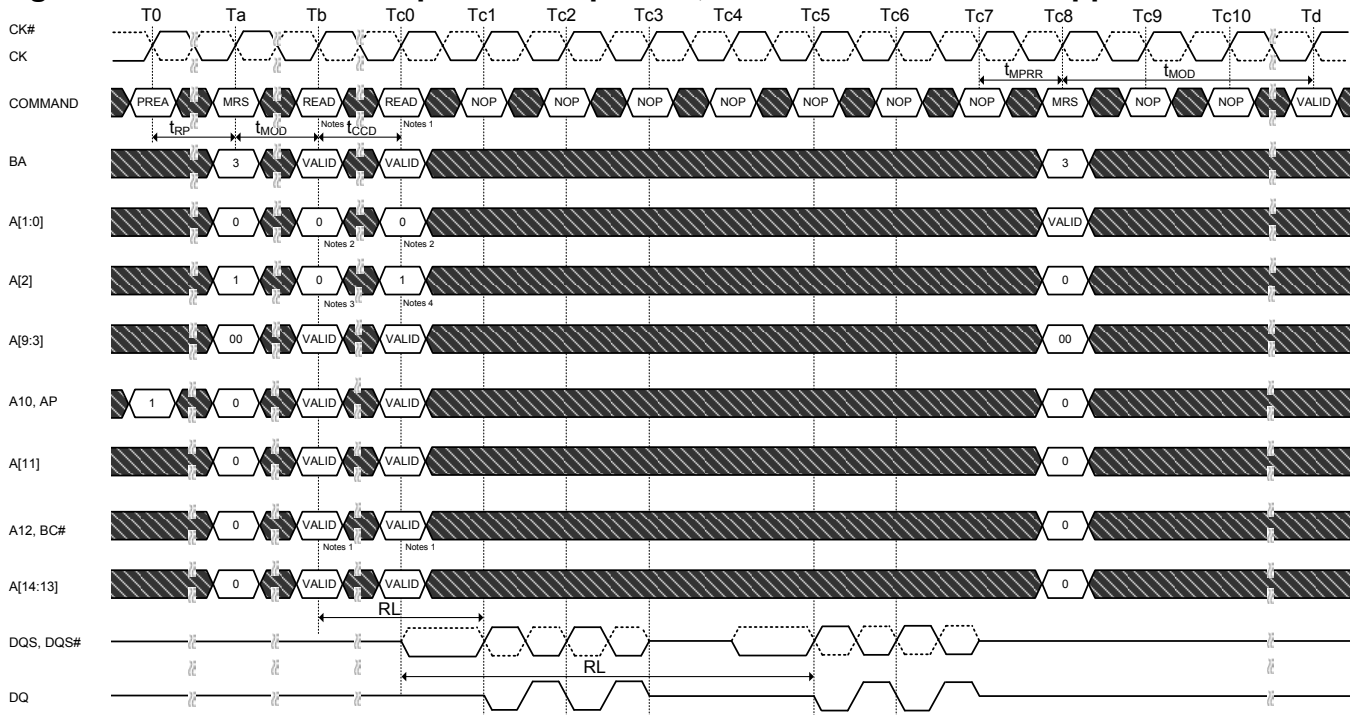 T0 Ta Tb Tc0 Tc1 Tc2 Tc3 Tc4 Tc5 Tc6 Tc7 Tc8 Tc9 Tc10 Td
CK#
CK
tMPRR tMOD
COMMAND PREA MRS READ READ NOP NOP NOP NOP NOP NOP NOP MRS NOP NOP VALID
Notes 1 Notes 1
tRP tMOD tCCD
BA 3 VALID VALID 3
A[1:0] 0 0 0 VALID
Notes 2 Notes 2
A[2] 1 0 1 0
Notes 3 Notes 4
A[9:3] 00 VALID VALID 00
A10, AP 1 0 VALID VALID 0
A[11] 0 VALID VALID 0
A12, BC# 0 VALID VALID 0
Notes 1 Notes 1
A[14:13] 0 VALID VALID 0
RL
DQS, DQS#
RL
DQ